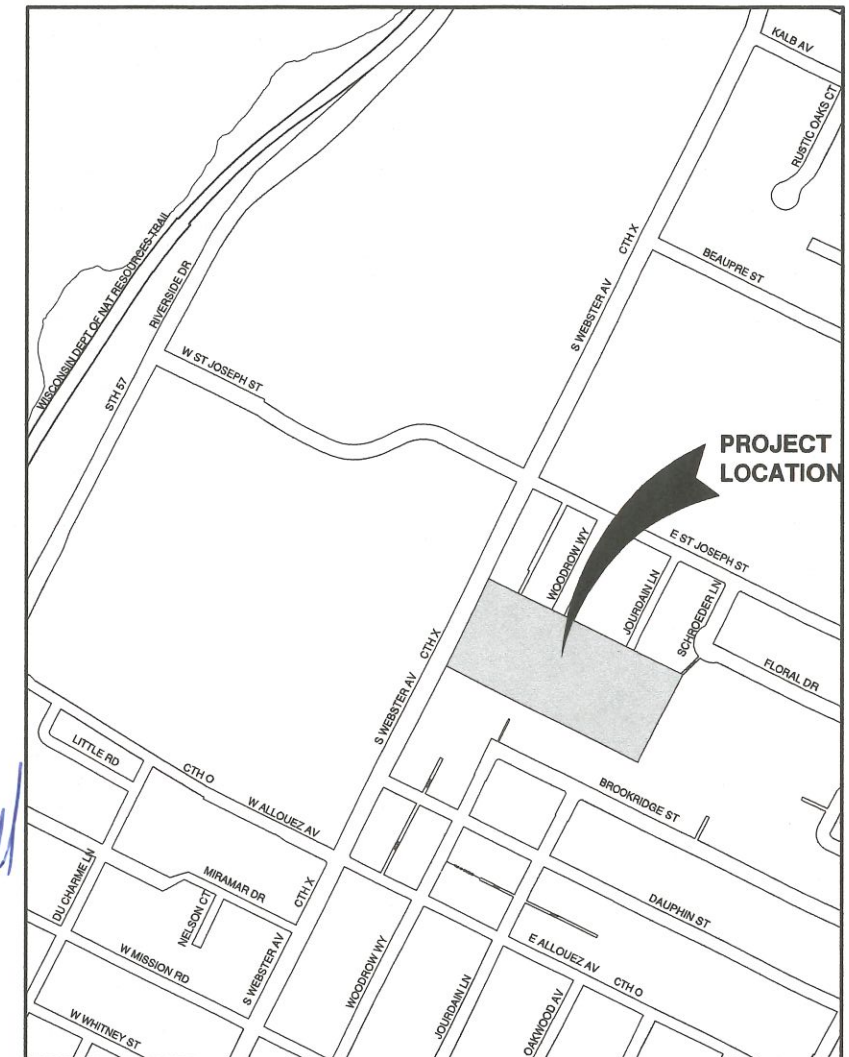 KALB AV
RUSTIC OAKS CT
CTH X
BEAUPRE ST
WISCONSIN DEPT OF NAT RESOURCES TRAIL
RIVERSIDE DR
S WEBSTER AV
W ST JOSEPH ST
STH 57
PROJECT
LOCATION
E ST JOSEPH ST
WOODROW WY
JOURDAIN LN
SCHROEDER LN
CTH X
FLORAL DR
S WEBSTER AV
LITTLE RD
CTH O
BROOKRIDGE ST
W ALLOUEZ AV
DU CHARME LN
MIRAMAR DR
CTH X
NELSON CT
DAUPHIN ST
W MISSION RD
S WEBSTER AV
WOODROW WY
E ALLOUEZ AV
CTH O
JOURDAIN LN
OAKWOOD AV
W WHITNEY ST